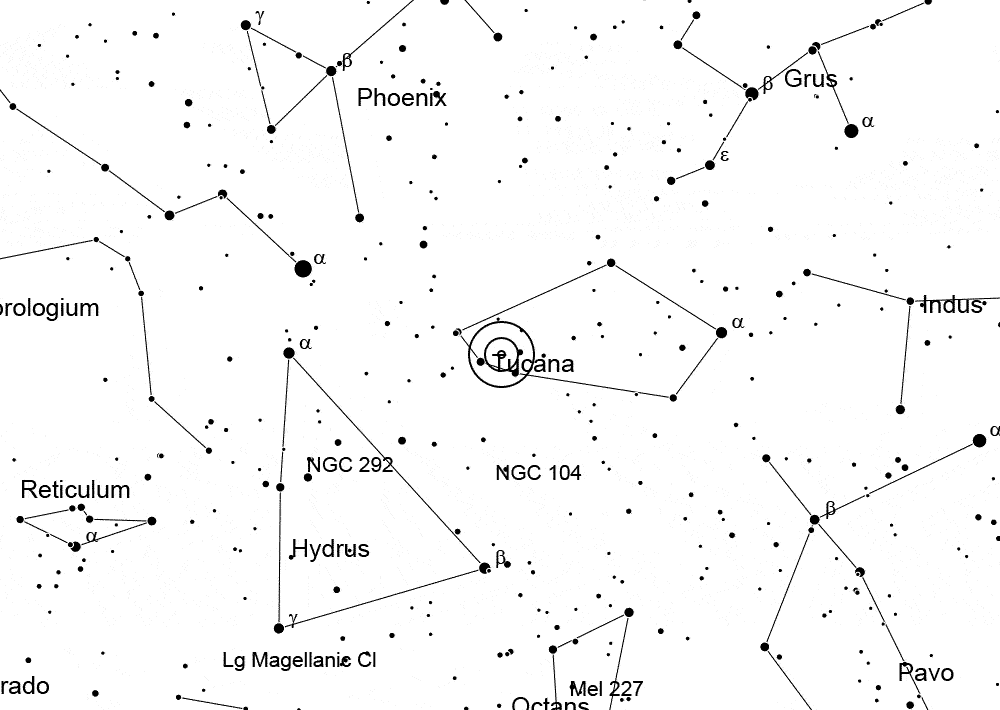 γ
β
Phoenix
β
Grus
α
ε
α
orologium
α
α
Indus
Tucana
α
NGC 292
NGC 104
Reticulum
β
α
Hydrus
β
γ
Lg Magellanic Cl
Pavo
rado
Mel 227
Octans